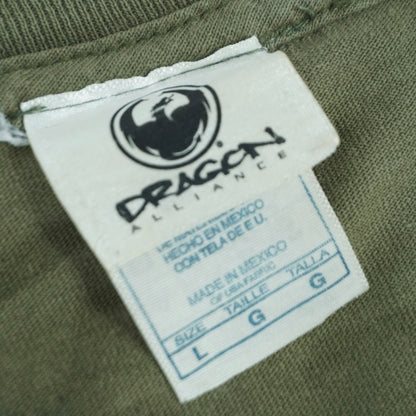 DRAGON
ALLIANCE
HECHO EN MEXICO
CON TELA DE E U.
MADE IN MEXICO
OF USA FABRIC
SIZE TAILLE TALLA
L G G